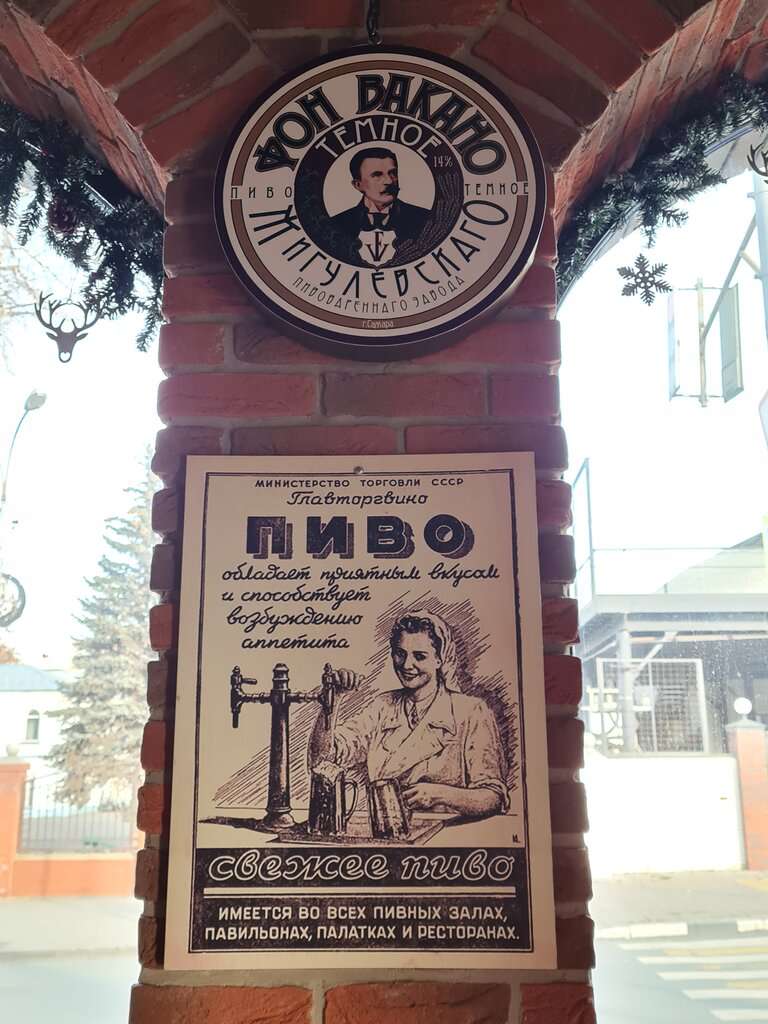 ФОН ВАКАНО
ТЕМНОЕ
14%
ПИВО ТЕМНОЕ
ЖИГУЛЁВСКАГО
ПИВОВАРЕННАГО ЗАВОДА
г.Самара
МИНИСТЕРСТВО ТОРГОВЛИ СССР
Главторгвино
ПИВО
обладает приятным вкусом
и способствует
возбуждению
аппетита
свежее пиво
ИМЕЕТСЯ ВО ВСЕХ ПИВНЫХ ЗАЛАХ,
ПАВИЛЬОНАХ, ПАЛАТКАХ И РЕСТОРАНАХ.